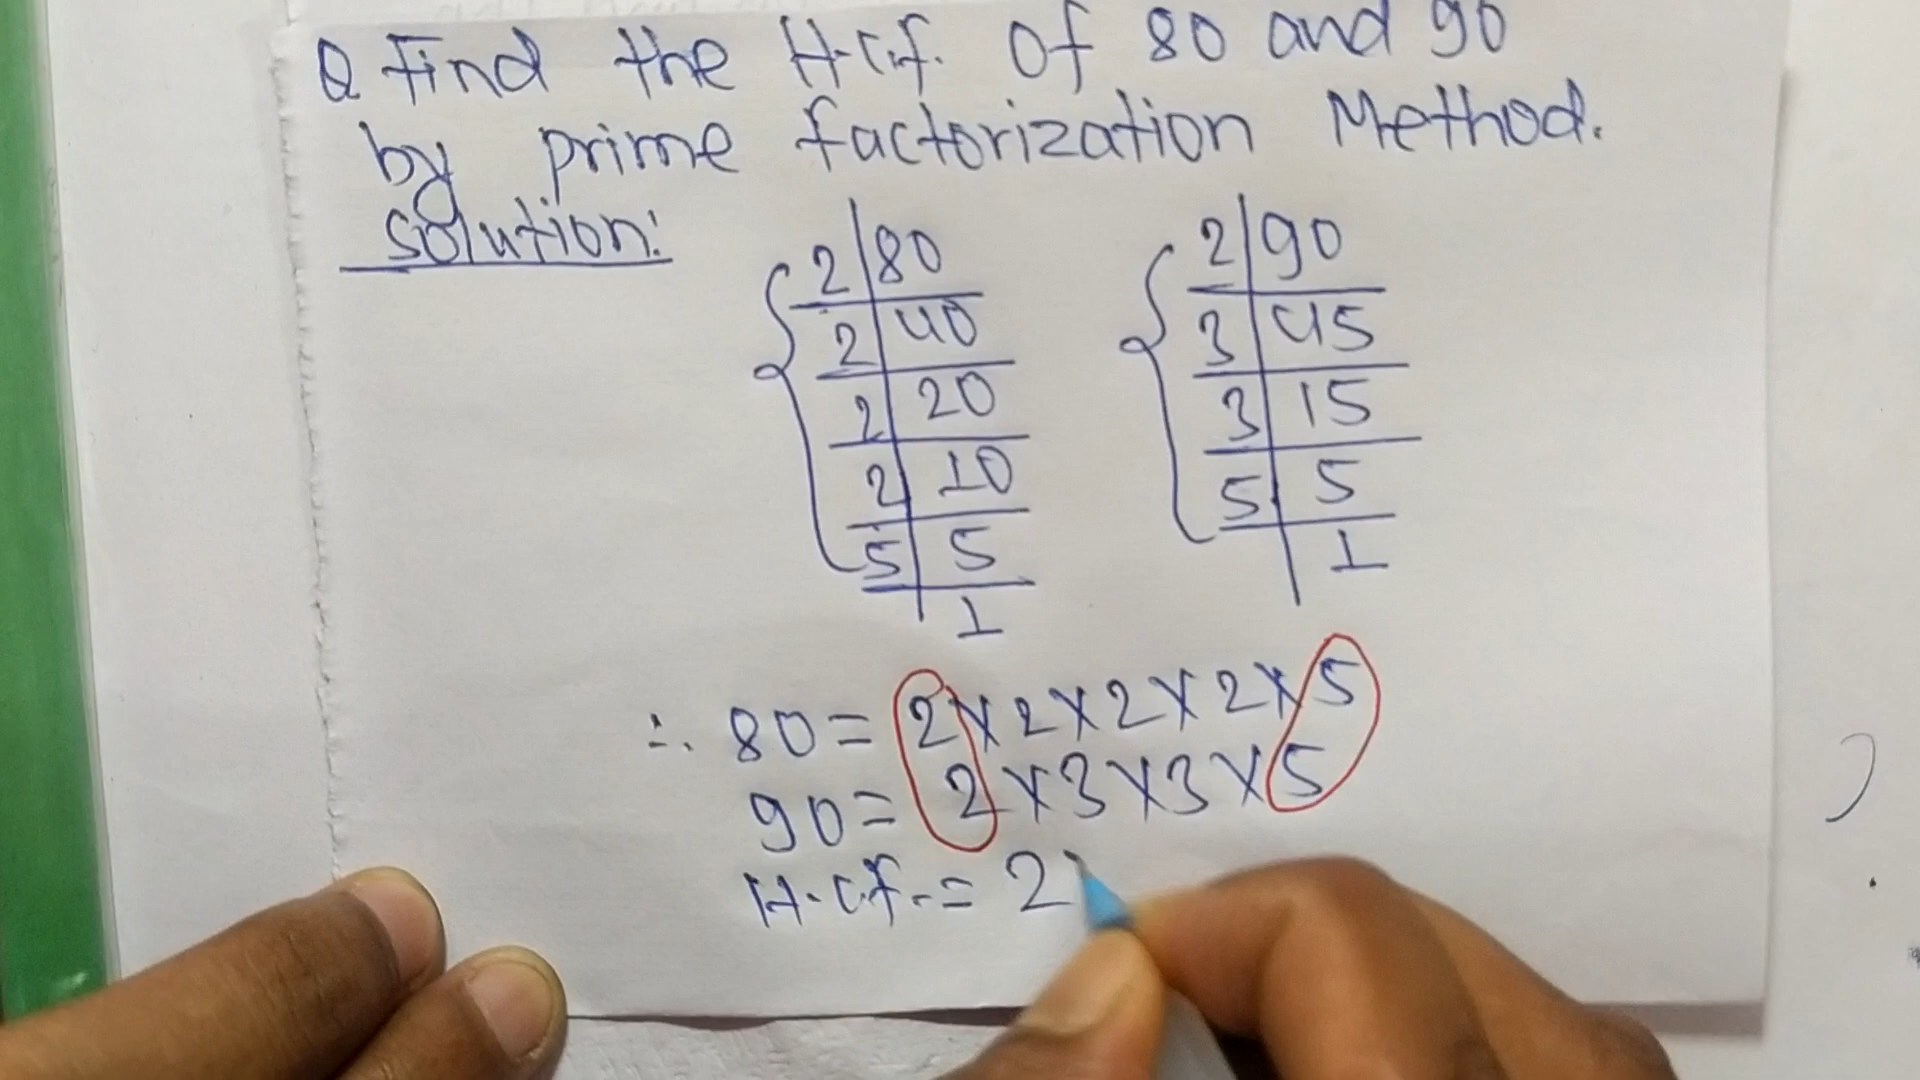 Q Find the H.C.F. Of 80 and 90
by prime factorization Method.
Solution:
2|80
2|40
2|20
2|10
5|5
1
2|90
3|45
3|15
5|5
1
∴ 80= 2×2×2×2×5
90= 2×3×3×5
H.C.F.= 2